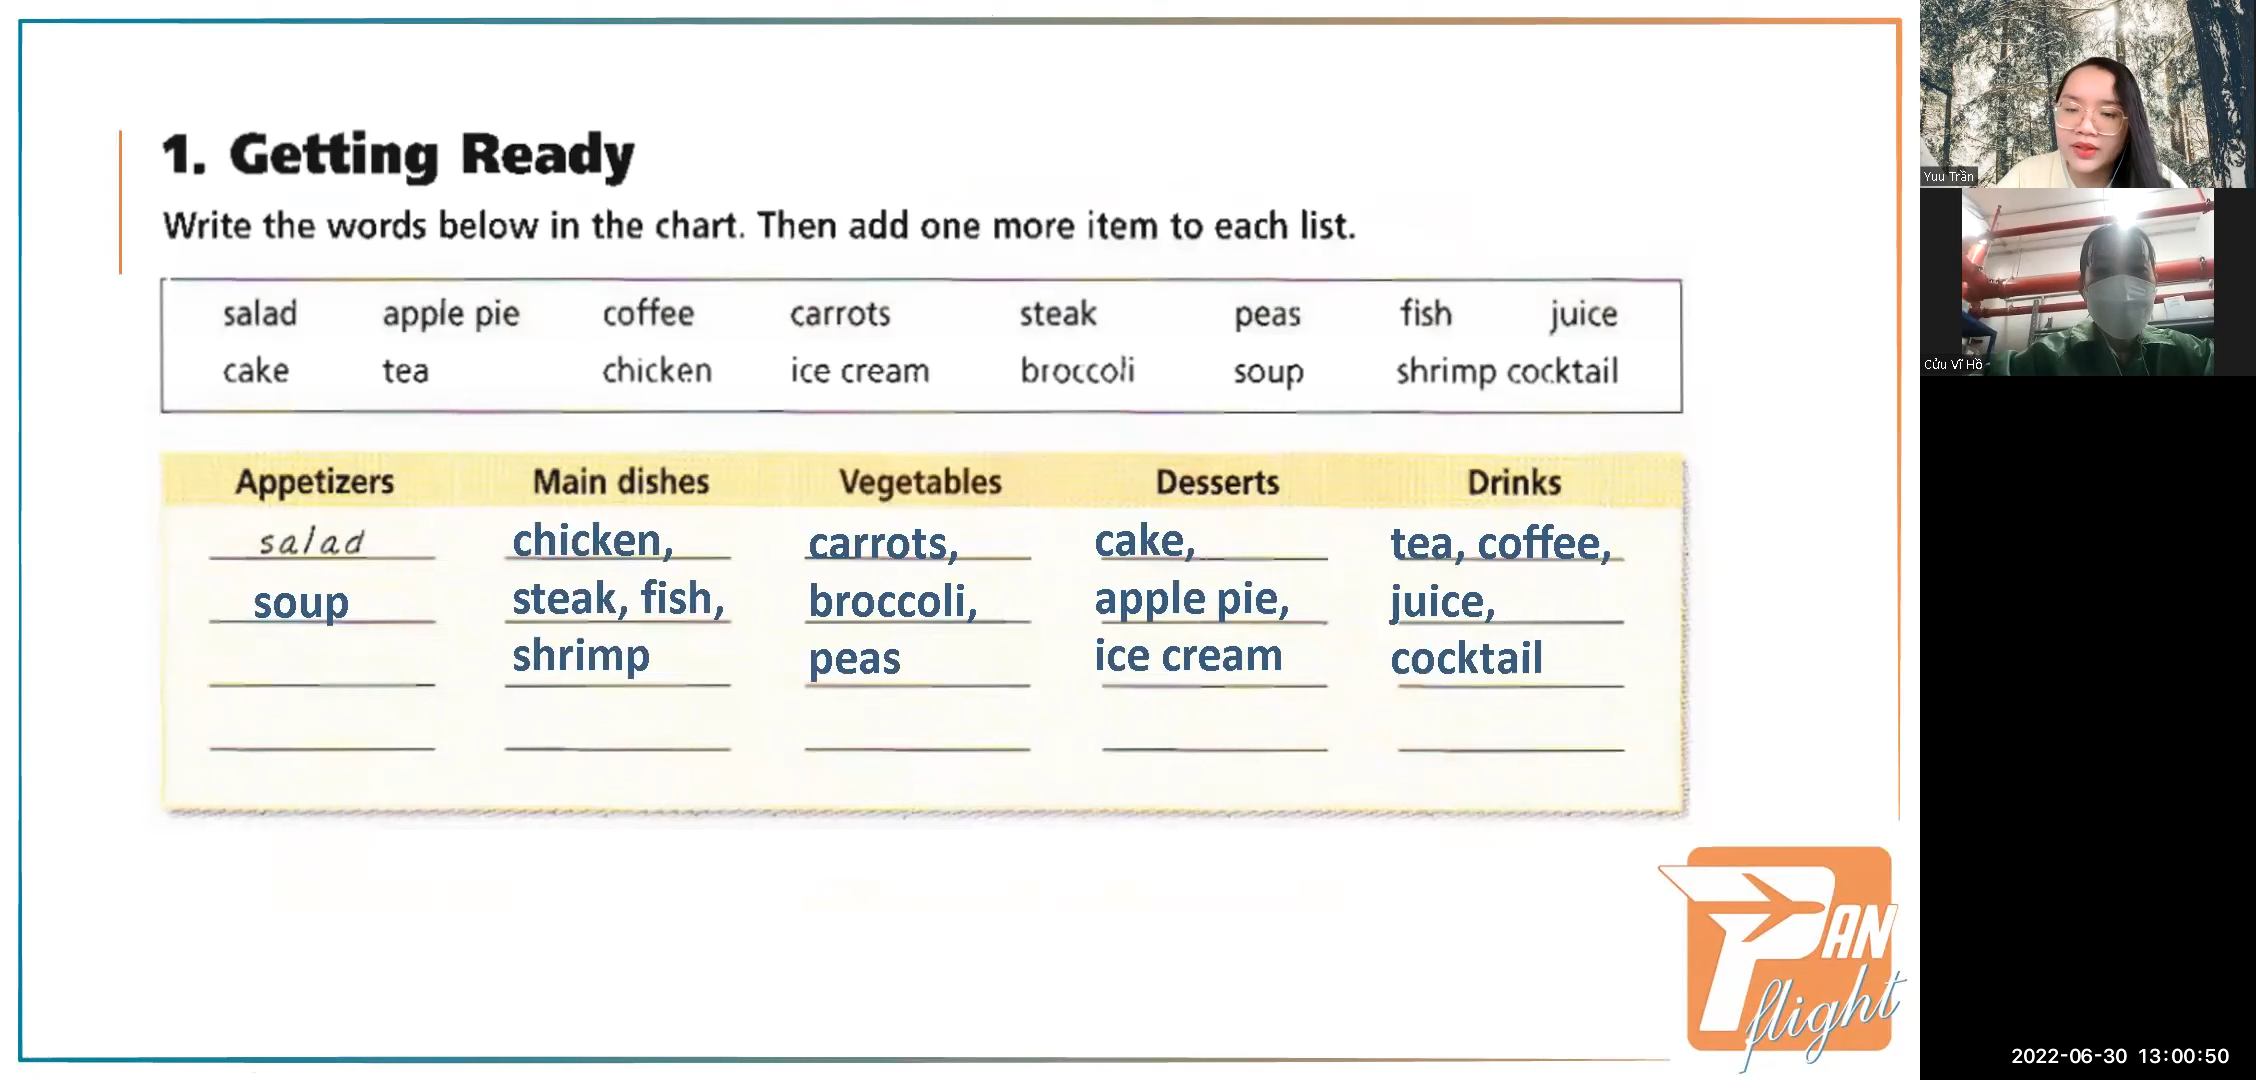 1. Getting Ready
Write the words below in the chart. Then add one more item to each list.
salad apple pie coffee carrots steak peas fish juice
cake tea chicken ice cream broccoli soup shrimp cocktail
Appetizers Main dishes Vegetables Desserts Drinks
salad chicken, carrots, cake, tea, coffee,
soup steak, fish, broccoli, apple pie, juice,
shrimp peas ice cream cocktail
PAN
flight
Yuu Trần
Cửu Vĩ Hồ
2022-06-30 13:00:50